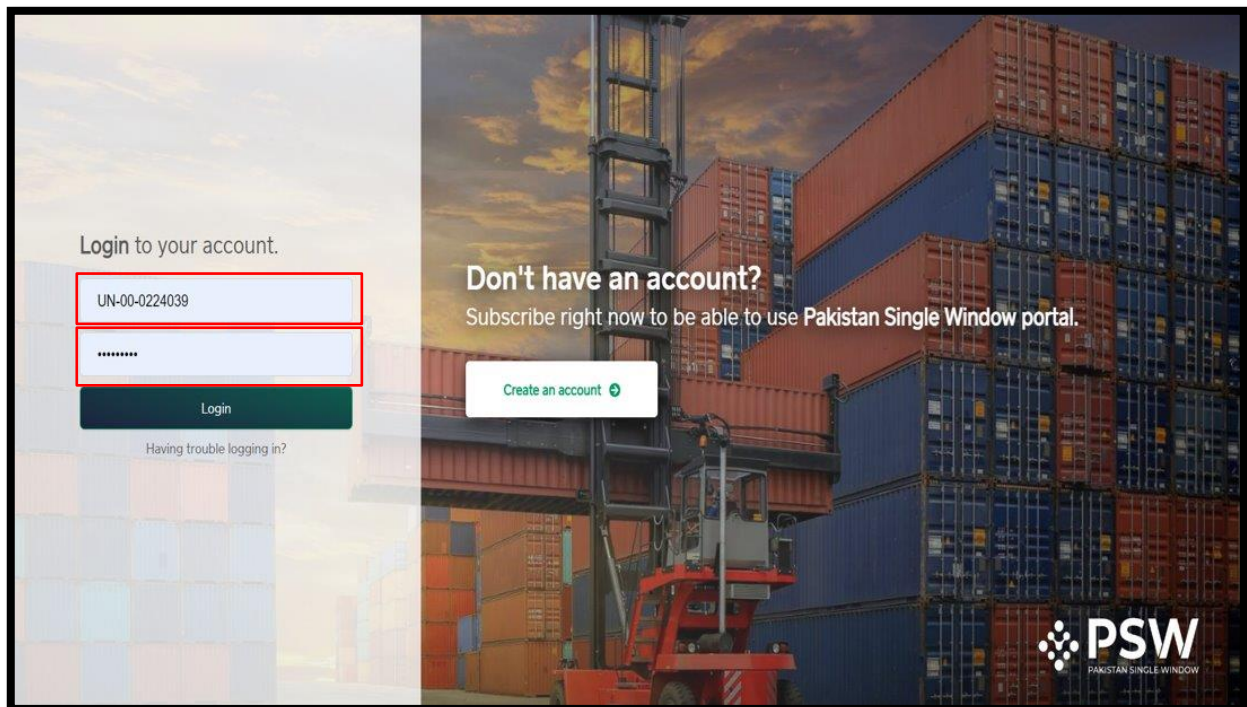 Login to your account.
UN-00-0224039
•••••••••
Login
Having trouble logging in?
Don't have an account?
Subscribe right now to be able to use Pakistan Single Window portal.
Create an account
PSW
PAKISTAN SINGLE WINDOW